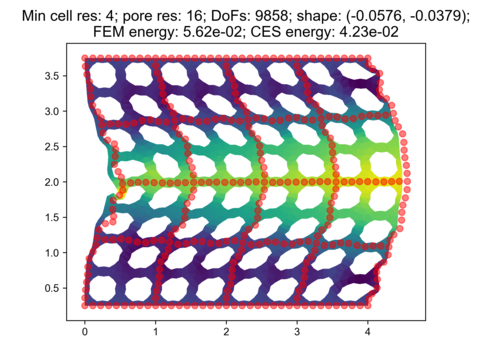 Min cell res: 4; pore res: 16; DoFs: 9858; shape: (-0.0576, -0.0379);
FEM energy: 5.62e-02; CES energy: 4.23e-02
3.5
3.0
2.5
2.0
1.5
1.0
0.5
0 1 2 3 4